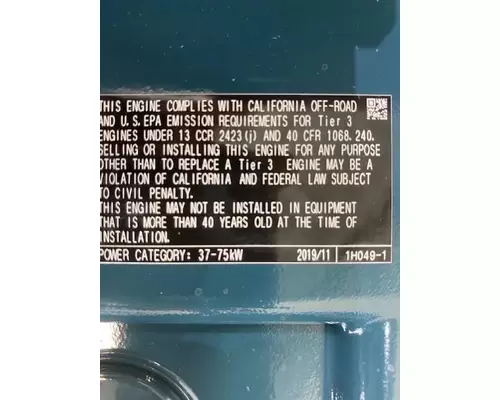 THIS ENGINE COMPLIES WITH CALIFORNIA OFF-ROAD
AND U.S.EPA EMISSION REQUIREMENTS FOR Tier 3
ENGINES UNDER 13 CCR 2423(j) AND 40 CFR 1068.240.
SELLING OR INSTALLING THIS ENGINE FOR ANY PURPOSE
OTHER THAN TO REPLACE A Tier 3 ENGINE MAY BE A
VIOLATION OF CALIFORNIA AND FEDERAL LAW SUBJECT
TO CIVIL PENALTY.
THIS ENGINE MAY NOT BE INSTALLED IN EQUIPMENT
THAT IS MORE THAN 40 YEARS OLD AT THE TIME OF
INSTALLATION.
POWER CATEGORY: 37-75kW 2019/11 1H049-1